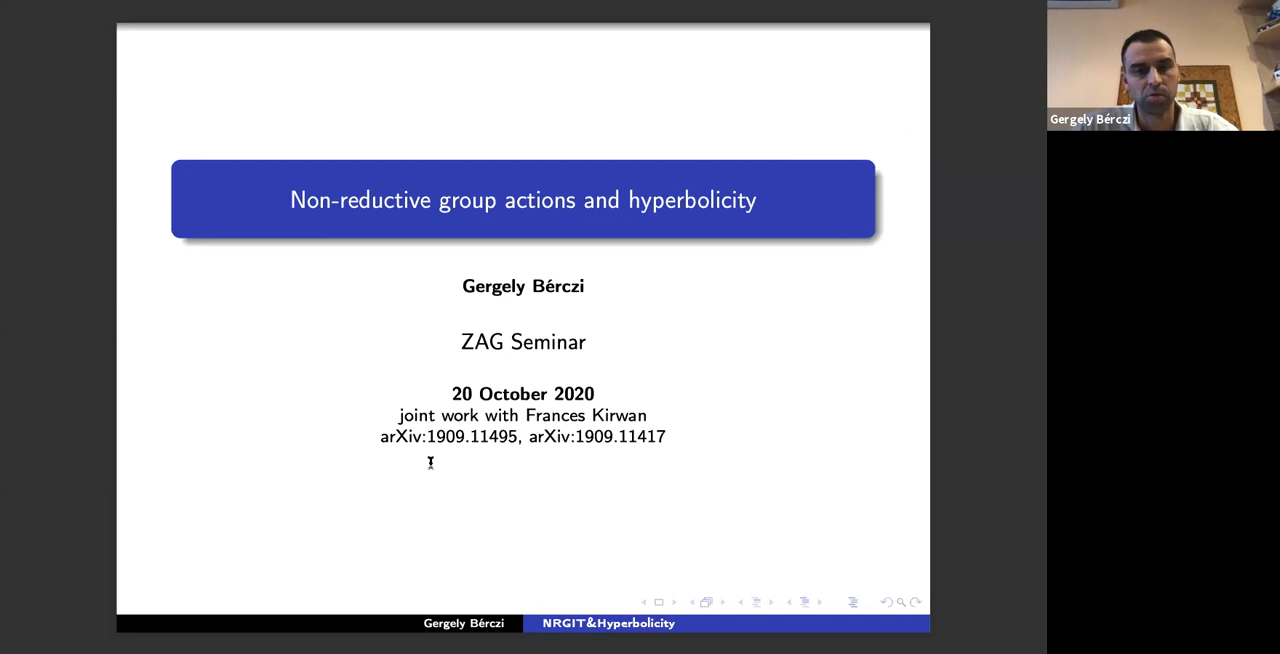 Non-reductive group actions and hyperbolicity
Gergely Bérczi
ZAG Seminar
20 October 2020
joint work with Frances Kirwan
arXiv:1909.11495, arXiv:1909.11417
Gergely Bérczi
NRGIT&Hyperbolicity
Gergely Bérczi